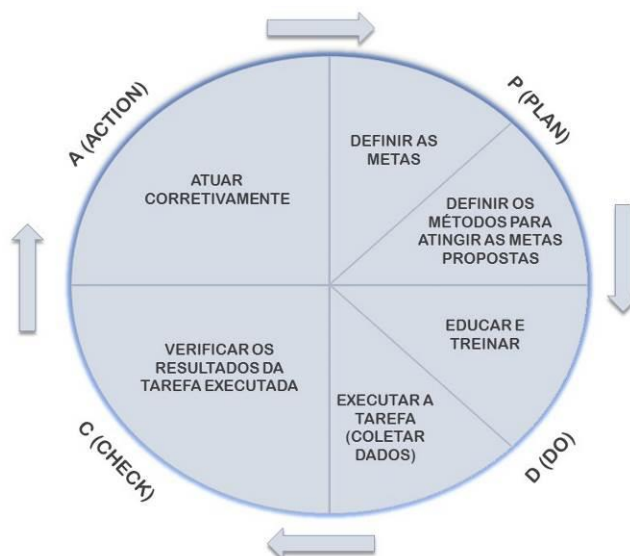 A (ACTION)
P (PLAN)
ATUAR
CORRETIVAMENTE
DEFINIR AS
METAS
DEFINIR OS
MÉTODOS PARA
ATINGIR AS METAS
PROPOSTAS
EDUCAR E
TREINAR
VERIFICAR OS
RESULTADOS DA
TAREFA EXECUTADA
EXECUTAR A
TAREFA
(COLETAR
DADOS)
C (CHECK)
D (DO)